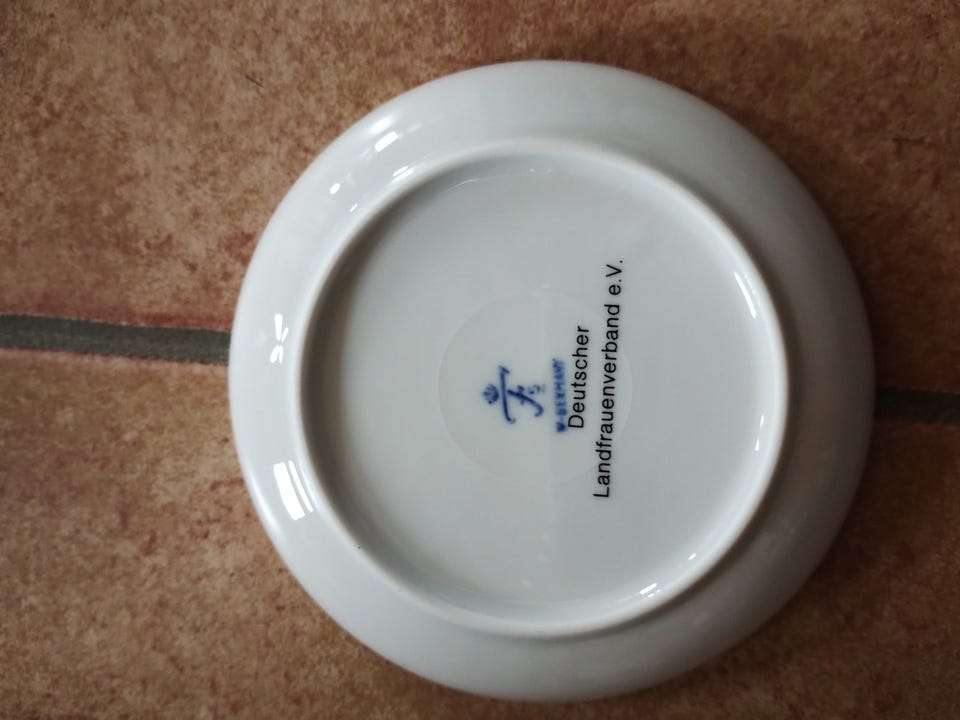 F
W-GERMANY
Deutscher
Landfrauenverband e.V.